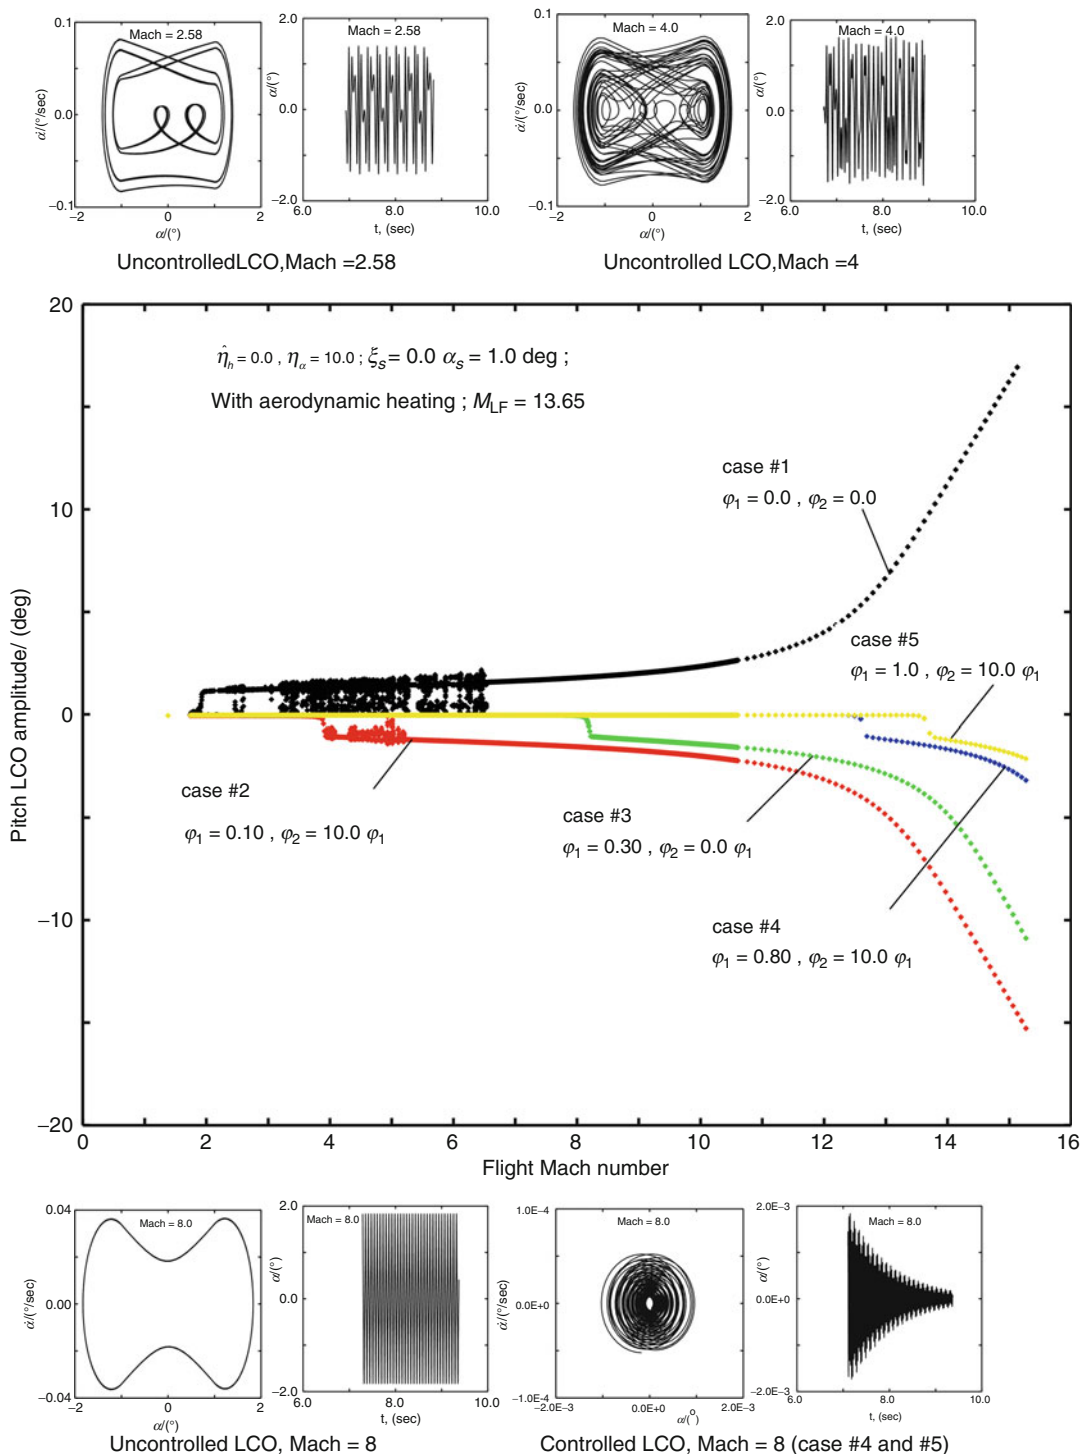 0.1
Mach = 2.58
0.0
−0.1
α̇/(°/sec)
−2
0
2
α/(°)
2.0
Mach = 2.58
0.0
−2.0
α/(°)
6.0
8.0
10.0
t, (sec)
UncontrolledLCO,Mach =2.58
0.1
Mach = 4.0
0.0
−0.1
α̇/(°/sec)
−2
0
2
α/(°)
2.0
Mach = 4.0
0.0
−2.0
α/(°)
6.0
8.0
10.0
t, (sec)
Uncontrolled LCO,Mach =4
20
10
0
−10
−20
Pitch LCO amplitude/ (deg)
η̂h = 0.0 , ηα = 10.0 ; ξs = 0.0 αs = 1.0 deg ;
With aerodynamic heating ; MLF = 13.65
case #1
φ1 = 0.0 , φ2 = 0.0
case #5
φ1 = 1.0 , φ2 = 10.0 φ1
case #2
φ1 = 0.10 , φ2 = 10.0 φ1
case #3
φ1 = 0.30 , φ2 = 0.0 φ1
case #4
φ1 = 0.80 , φ2 = 10.0 φ1
0
2
4
6
8
10
12
14
16
Flight Mach number
0.04
Mach = 8.0
0.00
−0.04
α̇/(°/sec)
−2
0
2
α/(°)
2.0
Mach = 8.0
0.0
−2.0
α/(°)
6.0
8.0
10.0
t, (sec)
Uncontrolled LCO, Mach = 8
1.0E−4
Mach = 8.0
0.0E+0
−1.0E−4
α̇/(°/sec)
−2.0E−3
0.0E+0
2.0E−3
α/(°)
2.0E−3
Mach = 8.0
0.0E+0
−2.0E−3
α/(°)
6.0
8.0
10.0
t, (sec)
Controlled LCO, Mach = 8 (case #4 and #5)